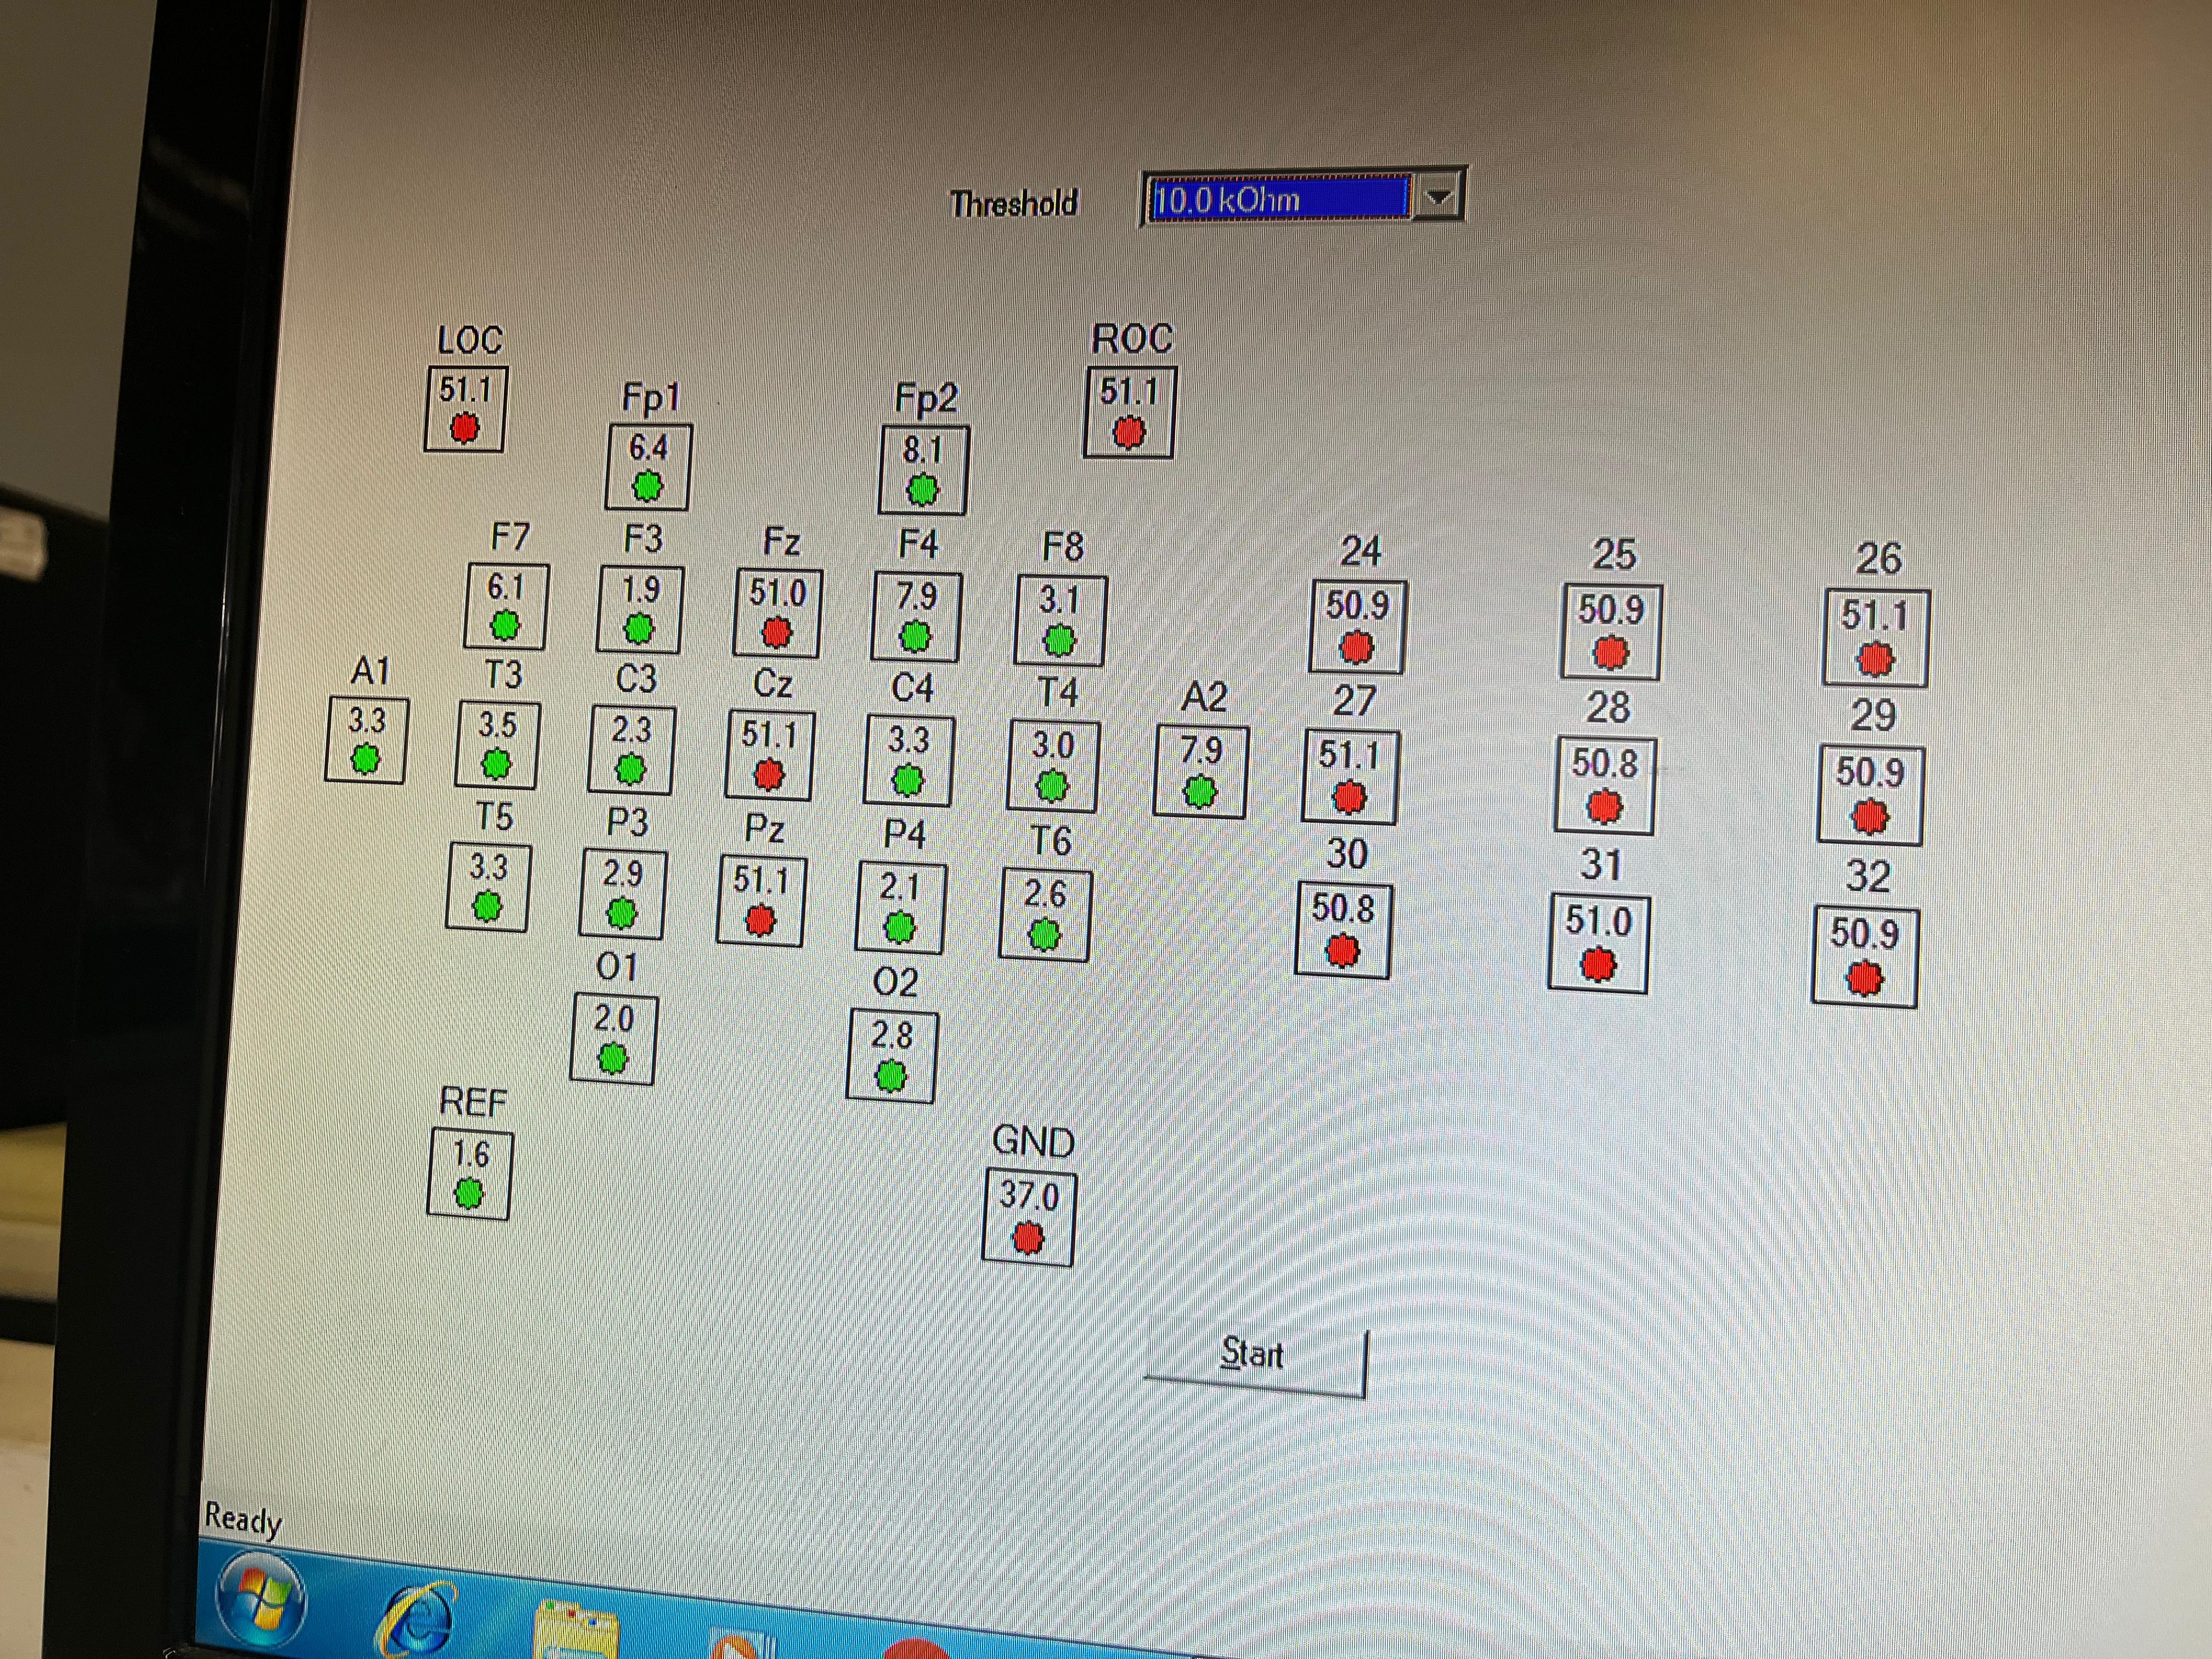 Threshold 10.0 kOhm
LOC ROC
51.1 51.1
Fp1 Fp2
6.4 8.1
F7 F3 Fz F4 F8 24 25 26
6.1 1.9 51.0 7.9 3.1 50.9 50.9 51.1
A1 T3 C3 Cz C4 T4 A2 27 28 29
3.3 3.5 2.3 51.1 3.3 3.0 7.9 51.1 50.8 50.9
T5 P3 Pz P4 T6 30 31 32
3.3 2.9 51.1 2.1 2.6 50.8 51.0 50.9
O1 O2
2.0 2.8
REF GND
1.6 37.0
Start
Ready